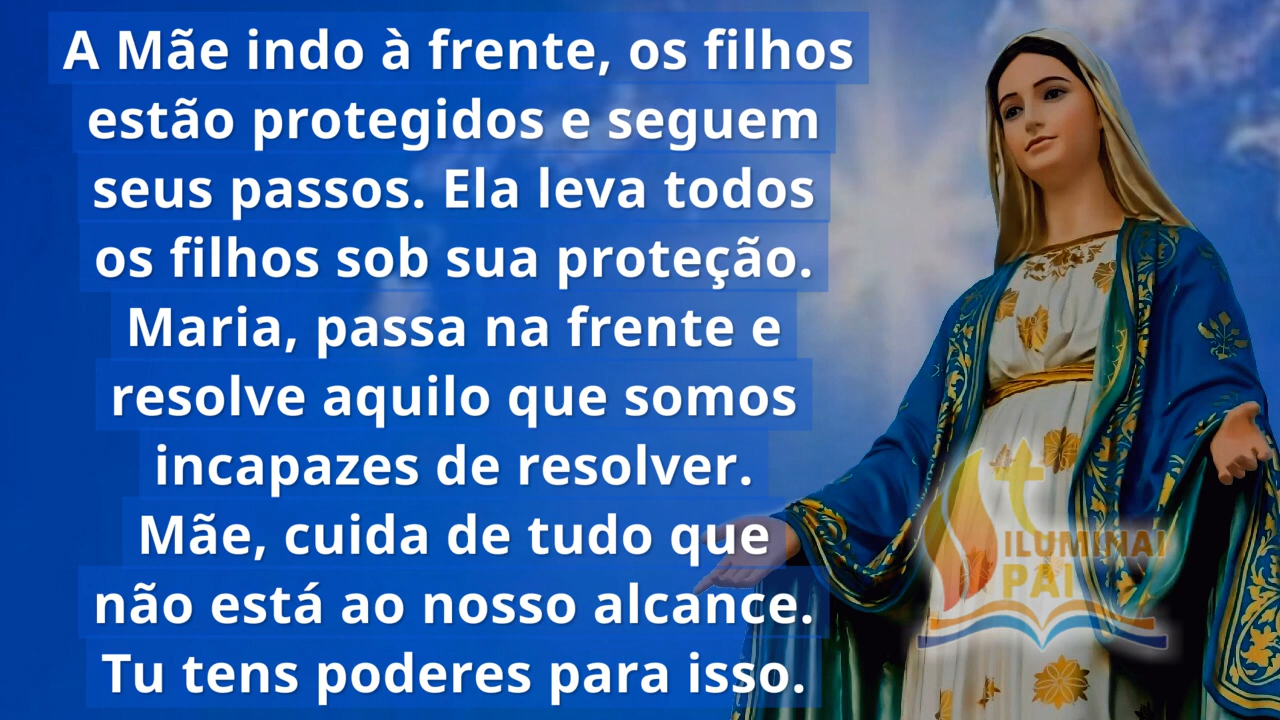 A Mãe indo à frente, os filhos
estão protegidos e seguem
seus passos. Ela leva todos
os filhos sob sua proteção.
Maria, passa na frente e
resolve aquilo que somos
incapazes de resolver.
Mãe, cuida de tudo que
não está ao nosso alcance.
Tu tens poderes para isso.
ILUMINAI
PAI